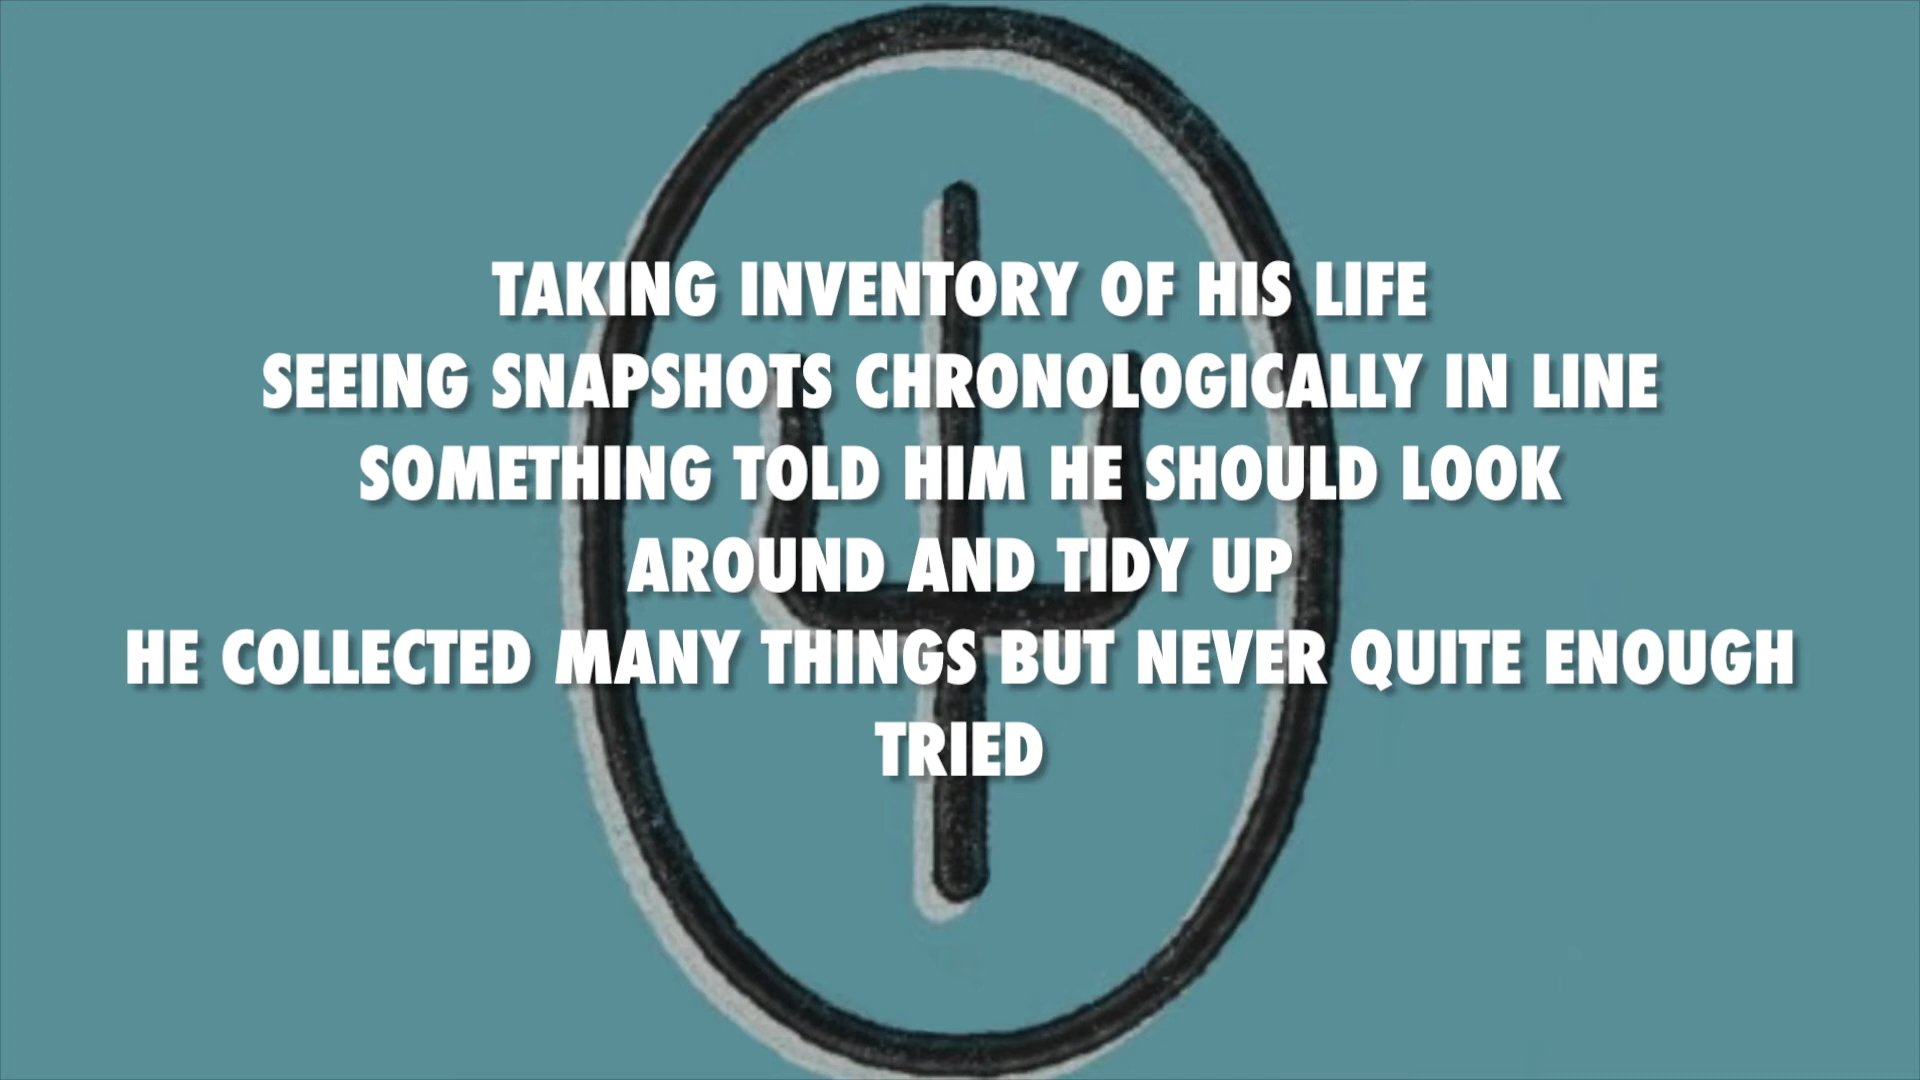 TAKING INVENTORY OF HIS LIFE
SEEING SNAPSHOTS CHRONOLOGICALLY IN LINE
SOMETHING TOLD HIM HE SHOULD LOOK
AROUND AND TIDY UP
HE COLLECTED MANY THINGS BUT NEVER QUITE ENOUGH
TRIED